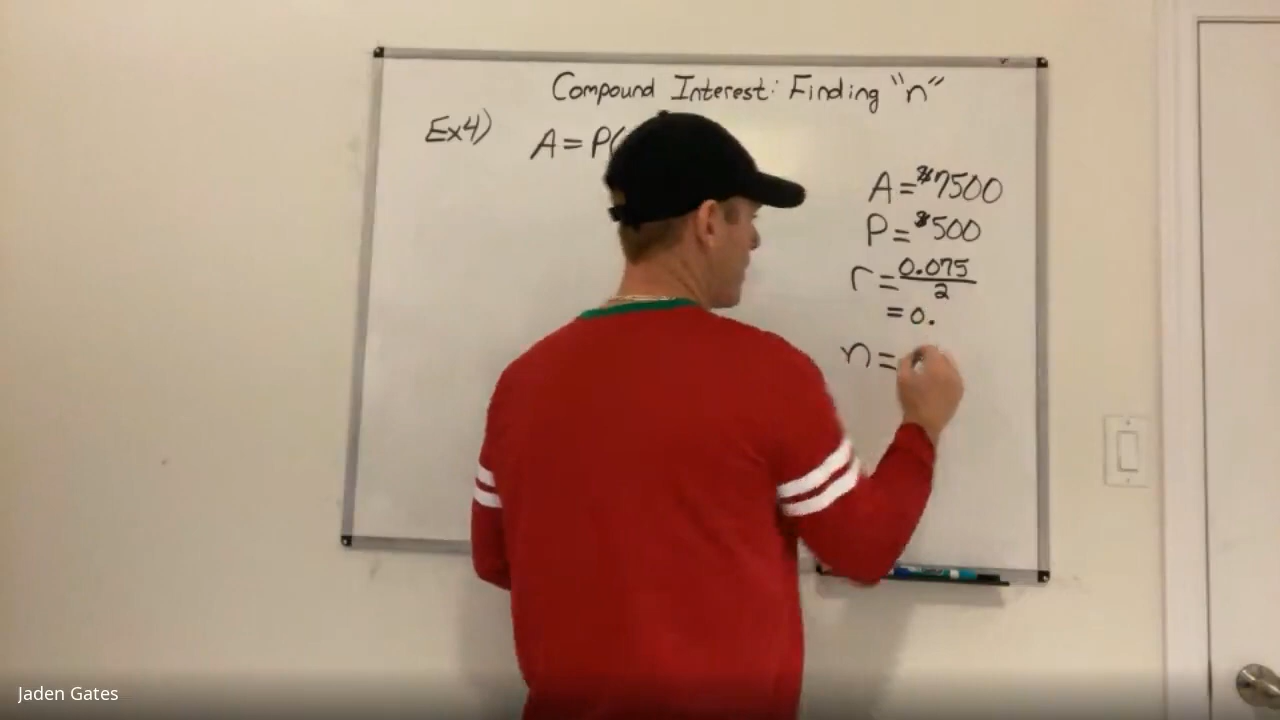 Compound Interest: Finding "n"
Ex4) A=P(
A=$7500
P=$500
r=0.075/2
=0.
n=
Jaden Gates